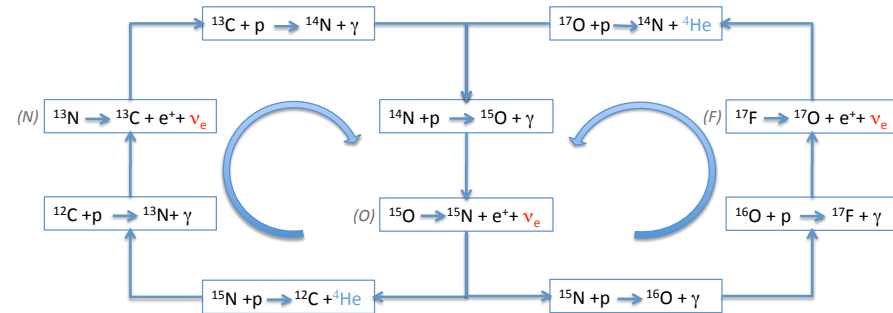 ¹³C + p → ¹⁴N + γ
¹⁷O +p → ¹⁴N + ⁴He
(N)
¹³N → ¹³C + e⁺+ νₑ
¹⁴N +p → ¹⁵O + γ
(F)
¹⁷F → ¹⁷O + e⁺+ νₑ
¹²C +p → ¹³N+ γ
(O)
¹⁵O → ¹⁵N + e⁺+ νₑ
¹⁶O + p → ¹⁷F + γ
¹⁵N +p → ¹²C +⁴He
¹⁵N +p → ¹⁶O + γ